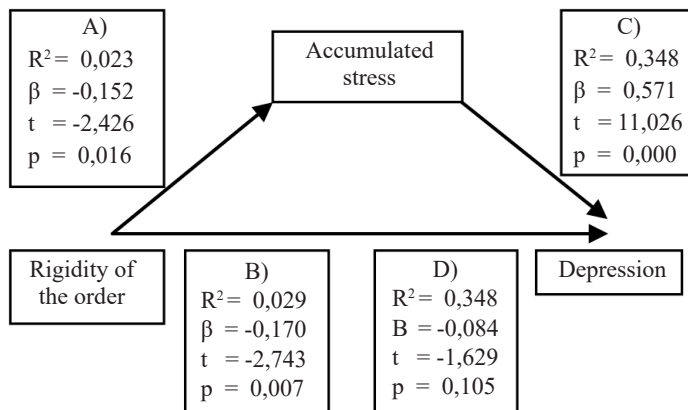 A)
R² = 0,023
β = -0,152
t = -2,426
p = 0,016
Accumulated
stress
C)
R² = 0,348
β = 0,571
t = 11,026
p = 0,000
Rigidity of
the order
B)
R² = 0,029
β = -0,170
t = -2,743
p = 0,007
D)
R² = 0,348
B = -0,084
t = -1,629
p = 0,105
Depression